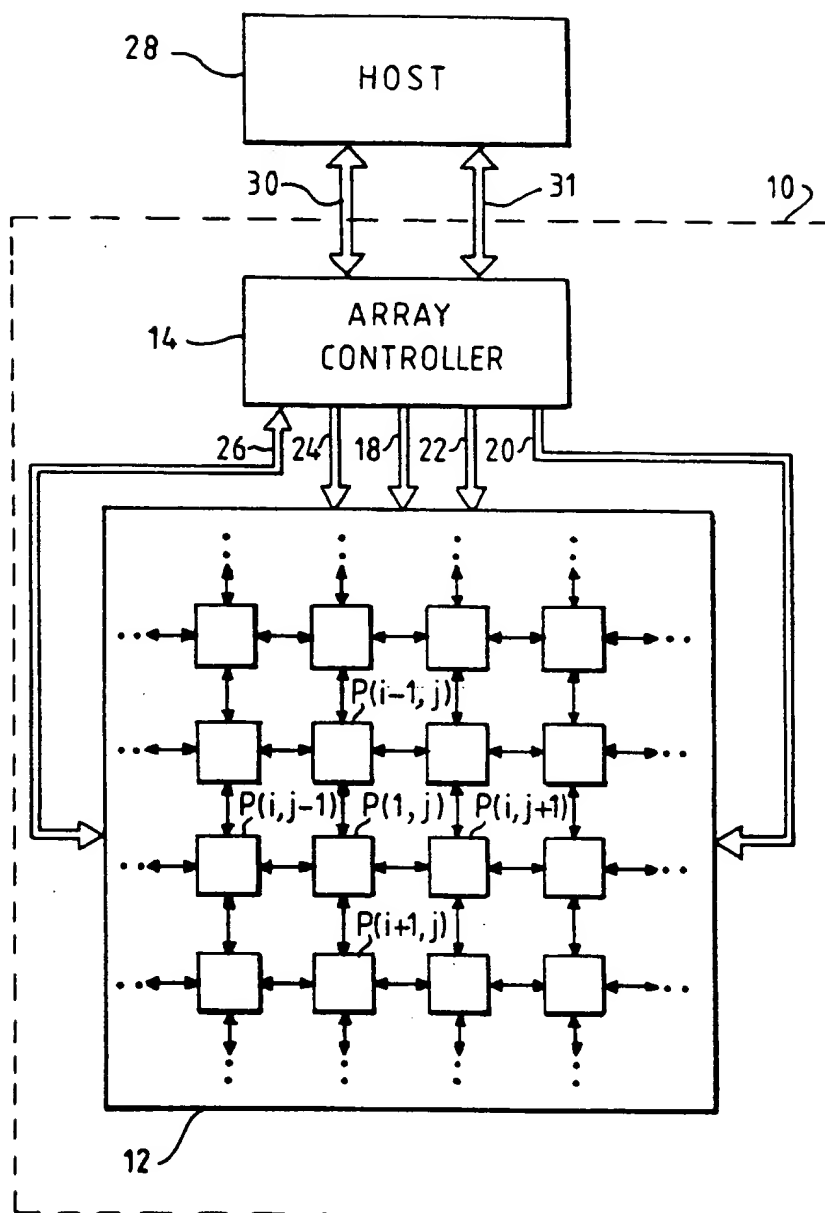 28
HOST
30
31
10
14
ARRAY
CONTROLLER
26
24
18
22
20
P(i-1, j)
P(i, j-1)
P(1, j)
P(i, j+1)
P(i+1, j)
12